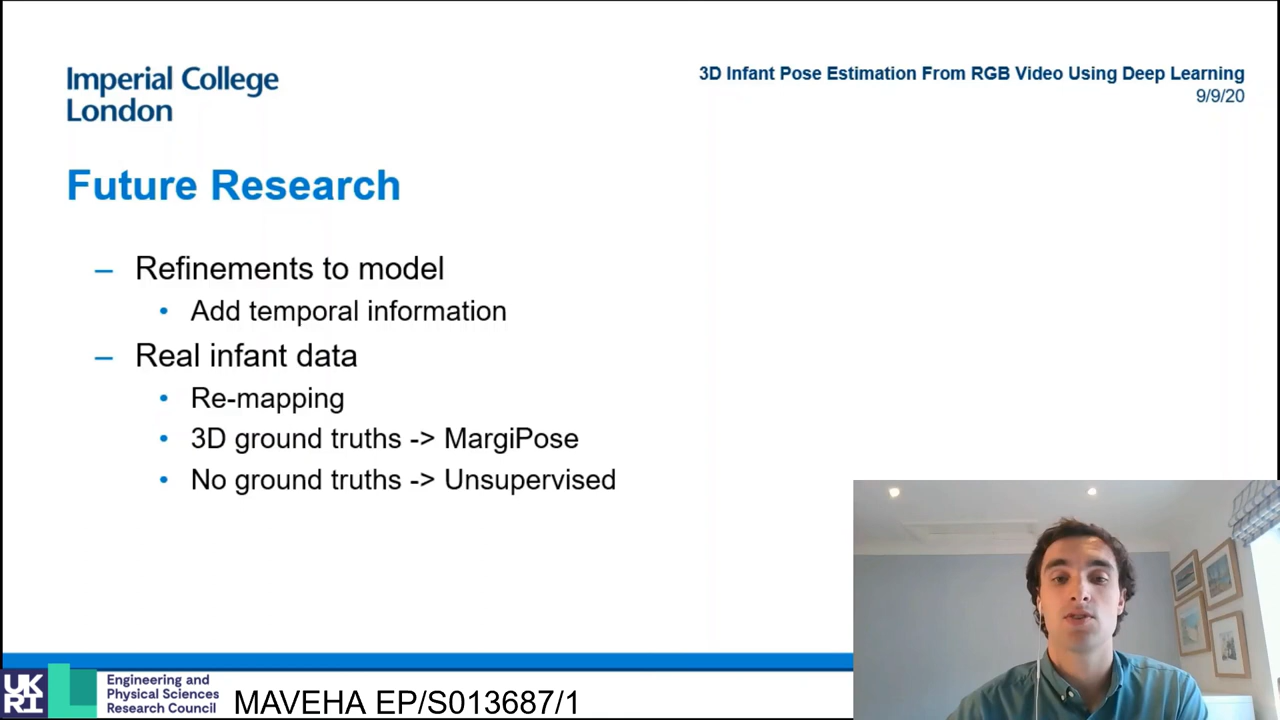 Imperial College
London
3D Infant Pose Estimation From RGB Video Using Deep Learning
9/9/20
Future Research
– Refinements to model
• Add temporal information
– Real infant data
• Re-mapping
• 3D ground truths -> MargiPose
• No ground truths -> Unsupervised
UK
RI
Engineering and
Physical Sciences
Research Council
MAVEHA EP/S013687/1